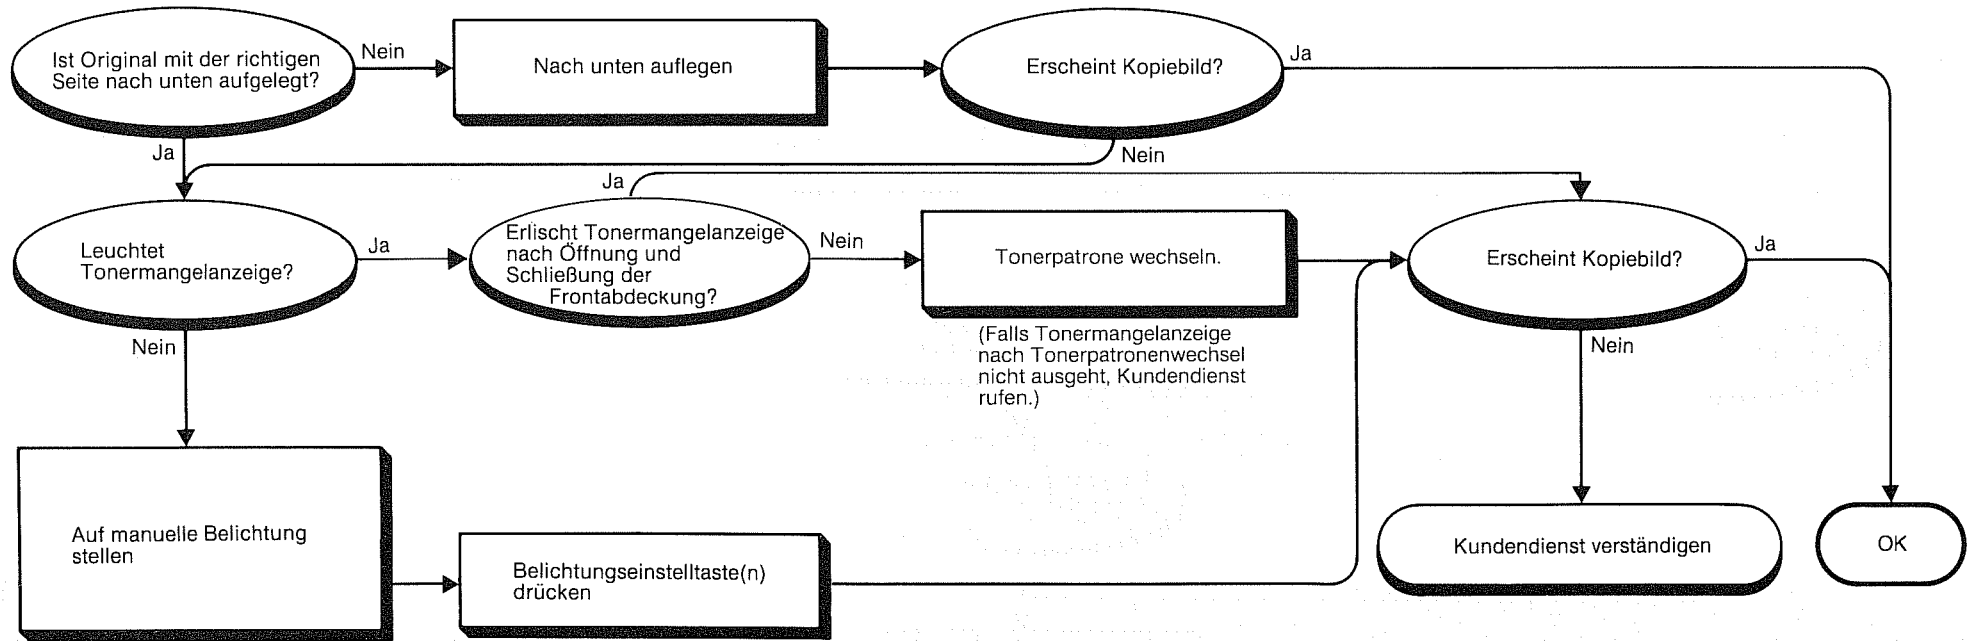 Ist Original mit der richtigen
Seite nach unten aufgelegt?
Nein
Nach unten auflegen
Erscheint Kopiebild?
Ja
Ja
Nein
Leuchtet
Tonermangelanzeige?
Ja
Ja
Erlischt Tonermangelanzeige
nach Öffnung und
Schließung der
Frontabdeckung?
Nein
Tonerpatrone wechseln.
(Falls Tonermangelanzeige
nach Tonerpatronenwechsel
nicht ausgeht, Kundendienst
rufen.)
Erscheint Kopiebild?
Ja
Nein
Nein
Auf manuelle Belichtung
stellen
Belichtungseinstelltaste(n)
drücken
Kundendienst verständigen
OK